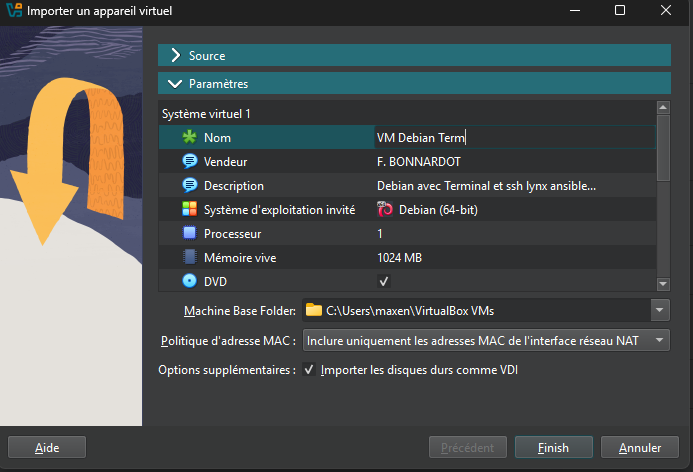 Importer un appareil virtuel
Source
Paramètres
Système virtuel 1
Nom VM Debian Term
Vendeur F. BONNARDOT
Description Debian avec Terminal et ssh lynx ansible...
Système d'exploitation invité Debian (64-bit)
Processeur 1
Mémoire vive 1024 MB
DVD
Machine Base Folder: C:\Users\maxen\VirtualBox VMs
Politique d'adresse MAC : Inclure uniquement les adresses MAC de l'interface réseau NAT
Options supplémentaires : Importer les disques durs comme VDI
Aide Précédent Finish Annuler